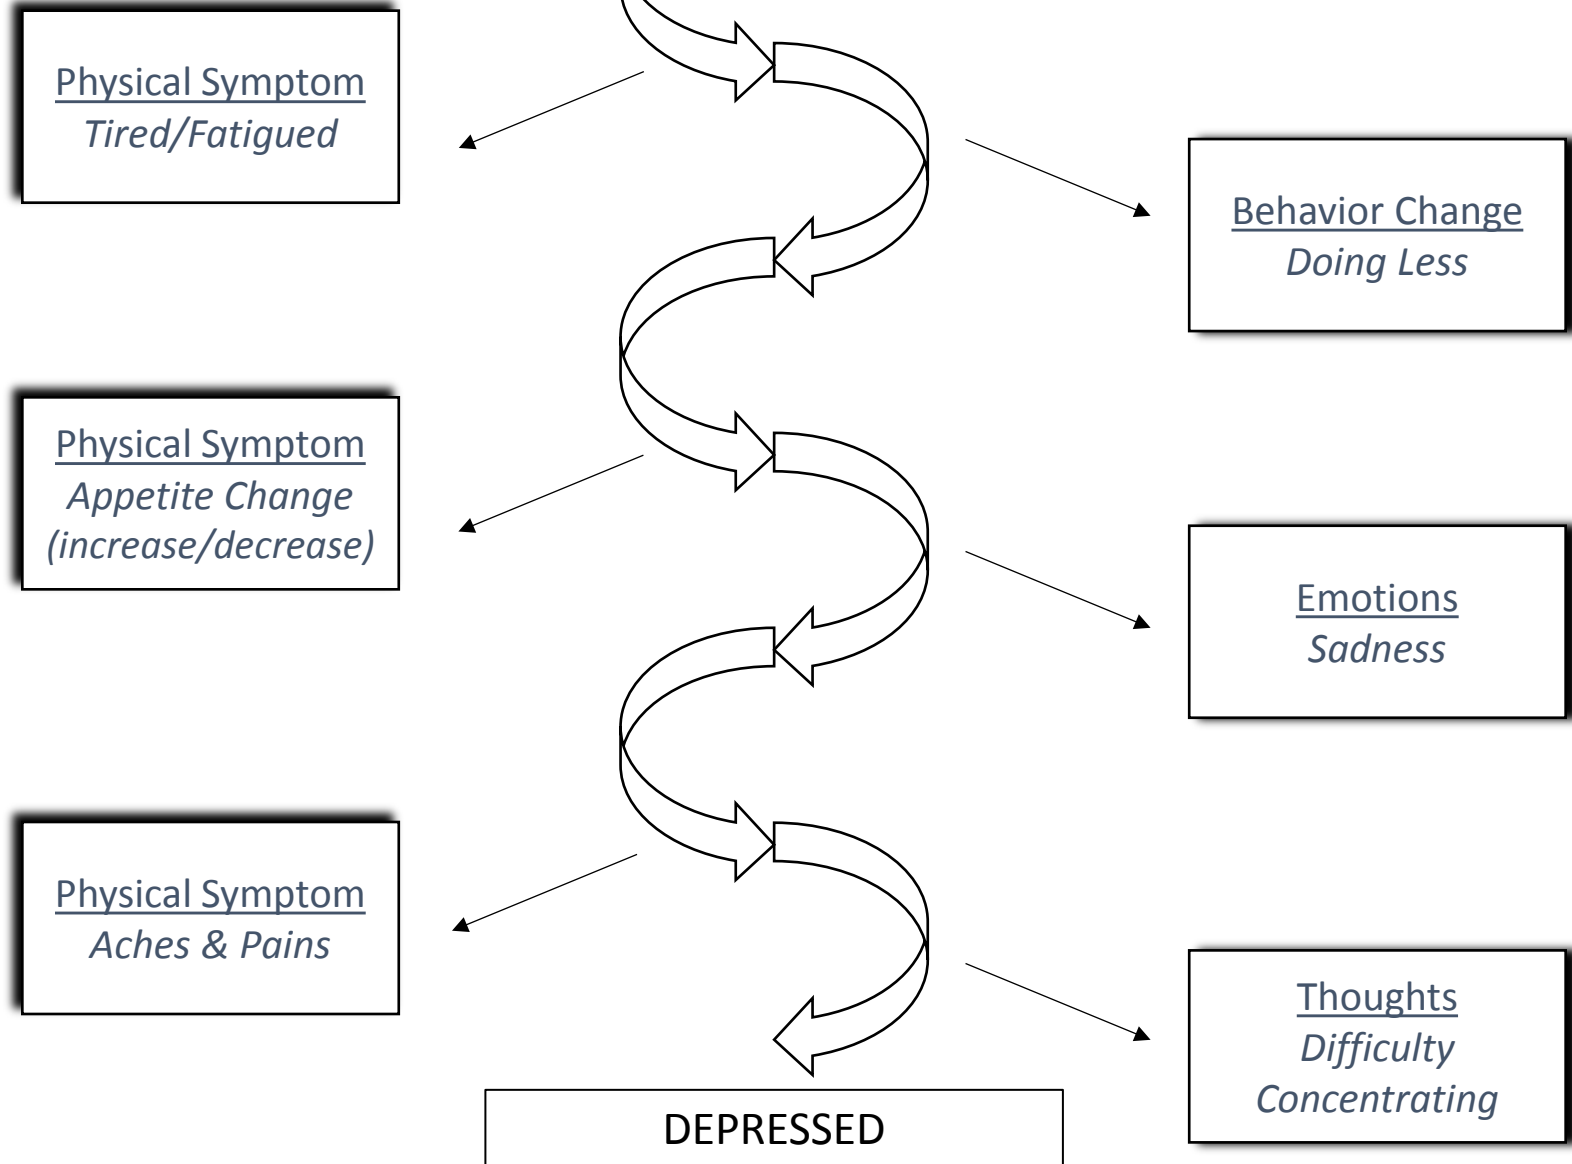 Physical Symptom
Tired/Fatigued
Behavior Change
Doing Less
Physical Symptom
Appetite Change
(increase/decrease)
Emotions
Sadness
Physical Symptom
Aches & Pains
Thoughts
Difficulty
Concentrating
DEPRESSED